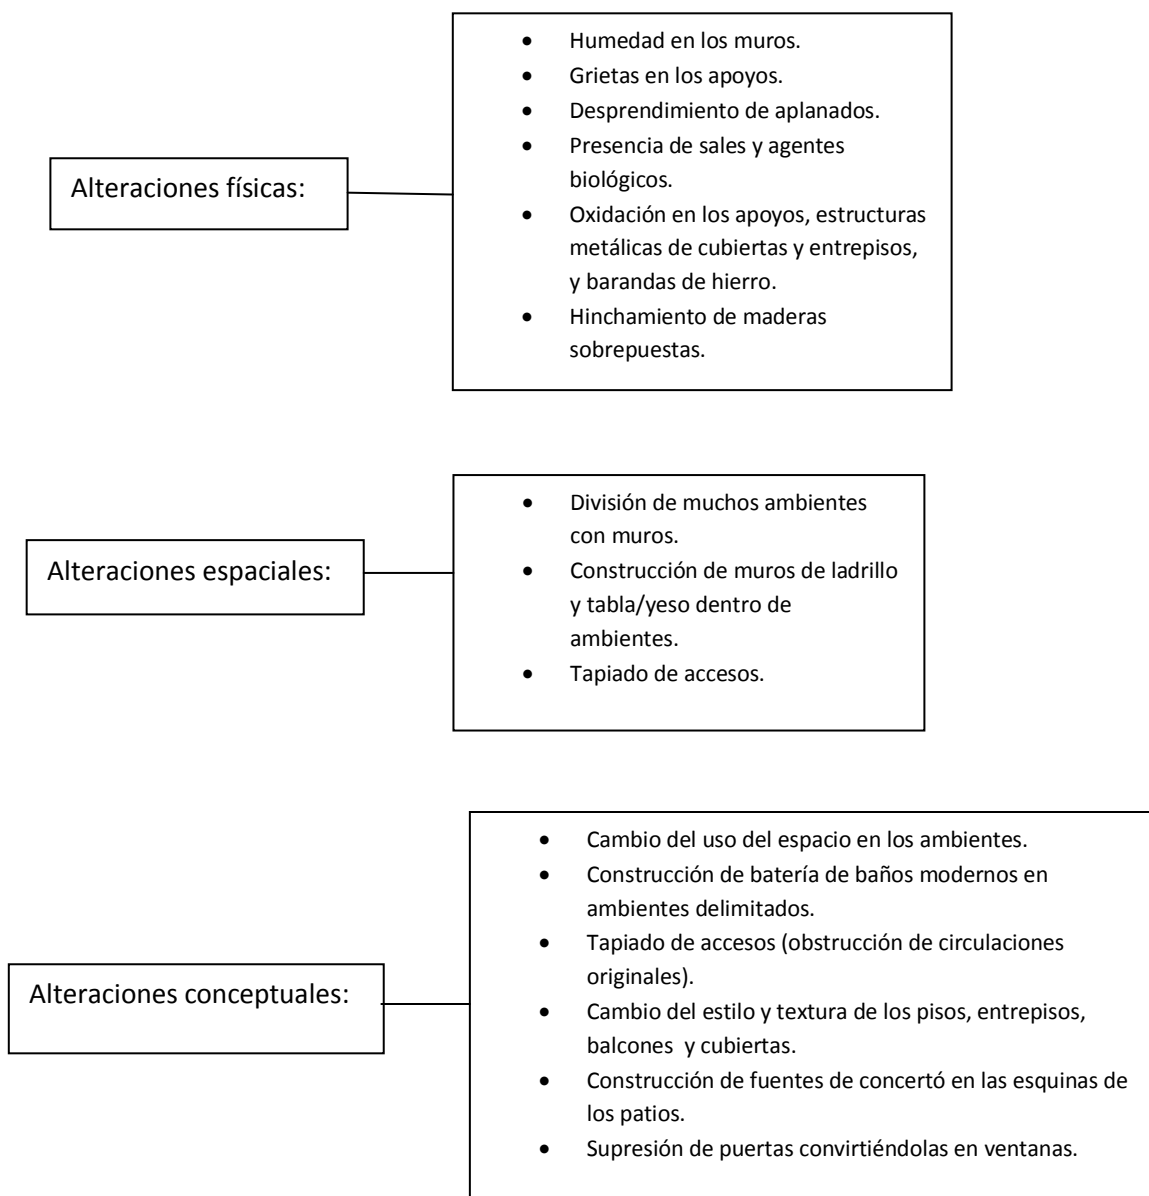 Alteraciones físicas:
• Humedad en los muros.
• Grietas en los apoyos.
• Desprendimiento de aplanados.
• Presencia de sales y agentes
biológicos.
• Oxidación en los apoyos, estructuras
metálicas de cubiertas y entrepisos,
y barandas de hierro.
• Hinchamiento de maderas
sobrepuestas.
Alteraciones espaciales:
• División de muchos ambientes
con muros.
• Construcción de muros de ladrillo
y tabla/yeso dentro de
ambientes.
• Tapiado de accesos.
Alteraciones conceptuales:
• Cambio del uso del espacio en los ambientes.
• Construcción de batería de baños modernos en
ambientes delimitados.
• Tapiado de accesos (obstrucción de circulaciones
originales).
• Cambio del estilo y textura de los pisos, entrepisos,
balcones y cubiertas.
• Construcción de fuentes de concertó en las esquinas de
los patios.
• Supresión de puertas convirtiéndolas en ventanas.